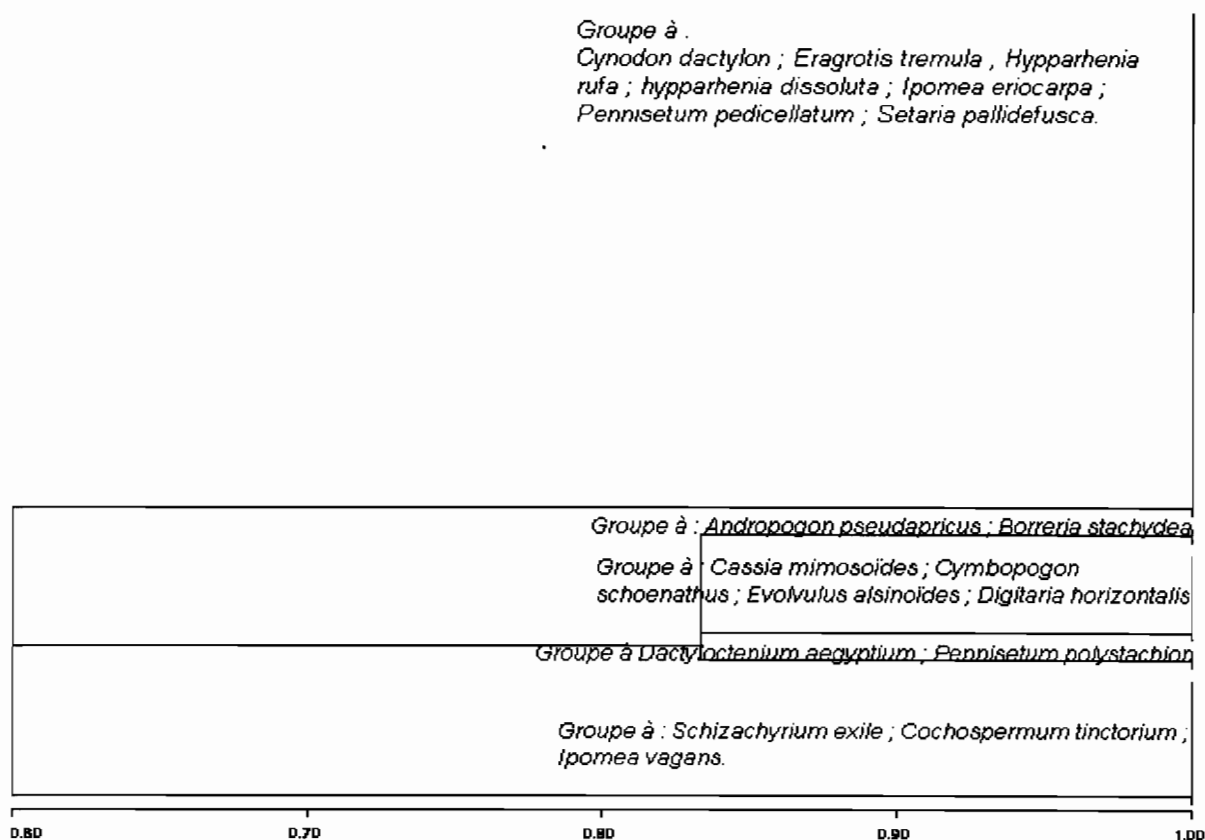 Groupe à .
Cynodon dactylon ; Eragrotis tremula , Hypparhenia
rufa ; hypparhenia dissoluta ; Ipomea eriocarpa ;
Pennisetum pedicellatum ; Setaria pallidefusca.
Groupe à : Andropogon pseudapricus ; Borreria stachydea
Groupe à : Cassia mimosoïdes ; Cymbopogon
schoenathus ; Evolvulus alsinoïdes ; Digitaria horizontalis
Groupe à Dactyloctenium aegyptium ; Pennisetum polystachion
Groupe à : Schizachyrium exile ; Cochospermum tinctorium ;
Ipomea vagans.
0.60 0.70 0.80 0.90 1.00